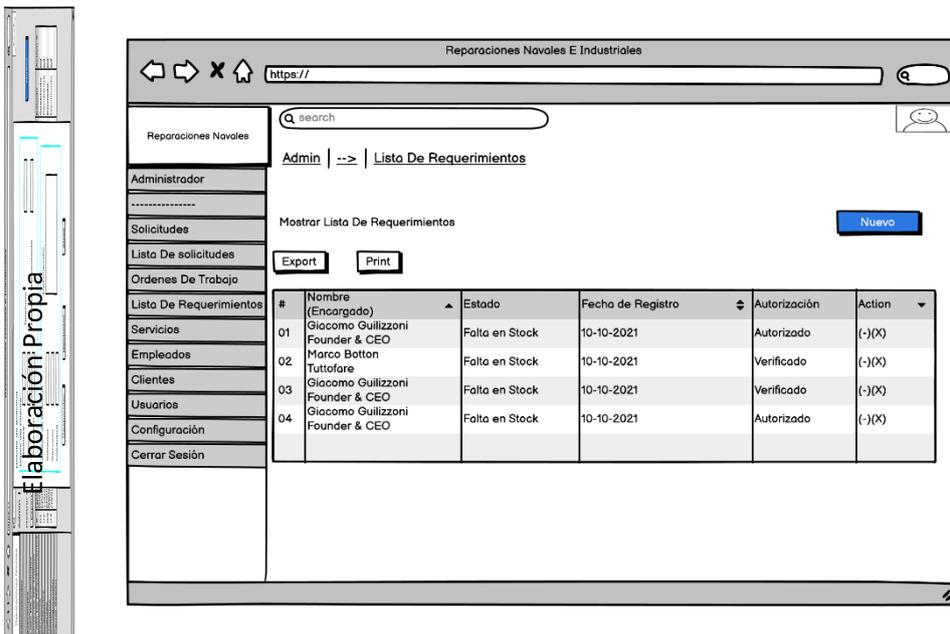 Elaboración Propia
Reparaciones Navales E Industriales
https://
Reparaciones Navales
search
Admin | --> | Lista De Requerimientos
Administrador
---------------
Solicitudes
Lista De solicitudes
Ordenes De Trabajo
Lista De Requerimientos
Servicios
Empleados
Clientes
Usuarios
Configuración
Cerrar Sesión
Mostrar Lista De Requerimientos
Nuevo
Export Print
# Nombre (Encargado) Estado Fecha de Registro Autorización Action
01 Giacomo Guilizzoni Founder & CEO Falta en Stock 10-10-2021 Autorizado (-)(X)
02 Marco Botton Tuttofare Falta en Stock 10-10-2021 Verificado (-)(X)
03 Giacomo Guilizzoni Founder & CEO Falta en Stock 10-10-2021 Verificado (-)(X)
04 Giacomo Guilizzoni Founder & CEO Falta en Stock 10-10-2021 Autorizado (-)(X)